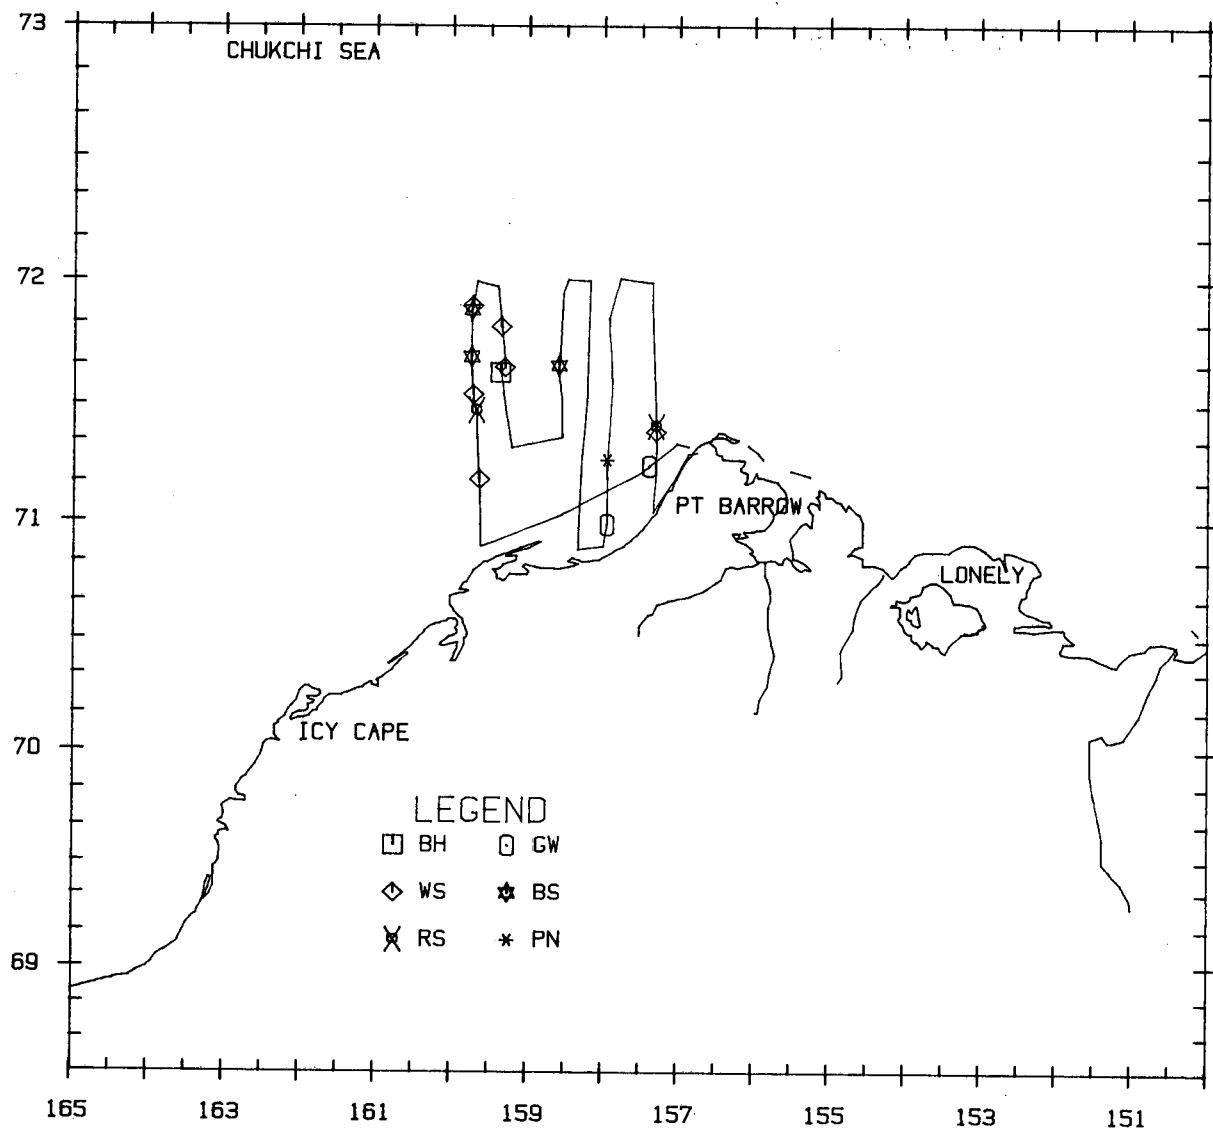 73
CHUKCHI SEA
72
71
PT BARROW
LONELY
70
ICY CAPE
LEGEND
BH GW
WS BS
RS PN
69
165 163 161 159 157 155 153 151